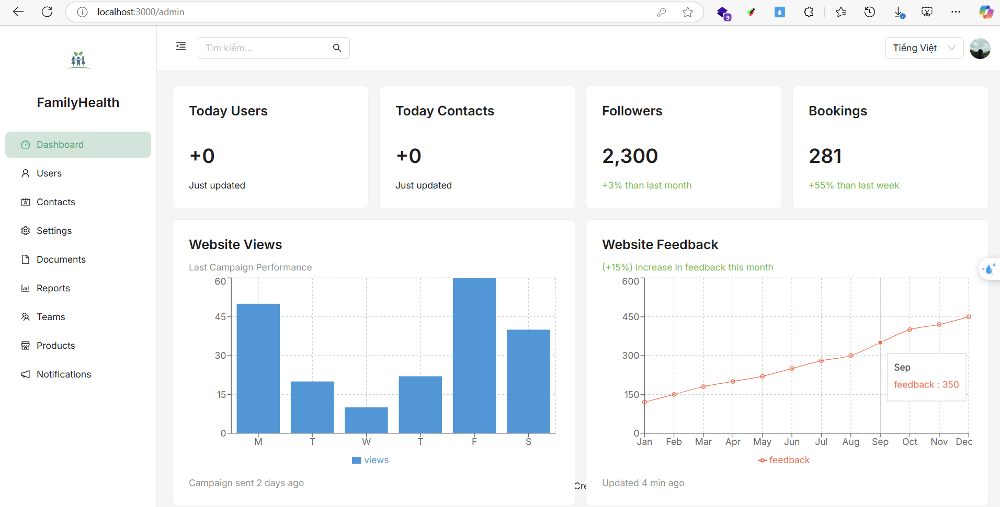 localhost:3000/admin
9
FamilyHealth
Dashboard
Users
Contacts
Settings
Documents
Reports
Teams
Products
Notifications
Tìm kiếm...
Tiếng Việt
Today Users
+0
Just updated
Today Contacts
+0
Just updated
Followers
2,300
+3% than last month
Bookings
281
+55% than last week
Website Views
Last Campaign Performance
60
45
30
15
0
M T W T F S
views
Campaign sent 2 days ago
Cre
Website Feedback
(+15%) increase in feedback this month
600
450
300
150
0
Sep
feedback : 350
Jan Feb Mar Apr May Jun Jul Aug Sep Oct Nov Dec
feedback
Updated 4 min ago